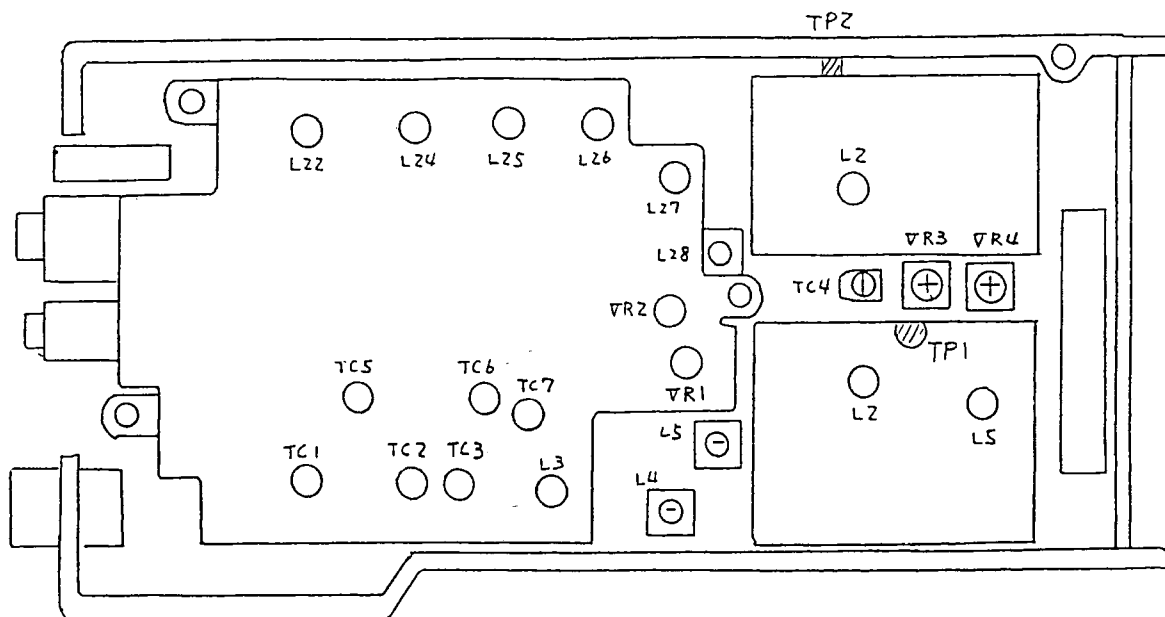 TP2
L22
L24
L25
L26
L2
L27
L28
VR3
VR4
TC4
VR2
TP1
TC5
TC6
TC7
VR1
L2
L5
L5
TC1
TC2
TC3
L3
L4